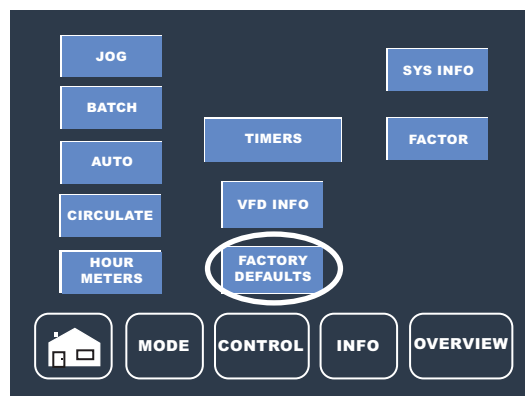 JOG
BATCH
AUTO
CIRCULATE
HOUR
METERS
TIMERS
VFD INFO
FACTORY
DEFAULTS
SYS INFO
FACTOR
MODE
CONTROL
INFO
OVERVIEW